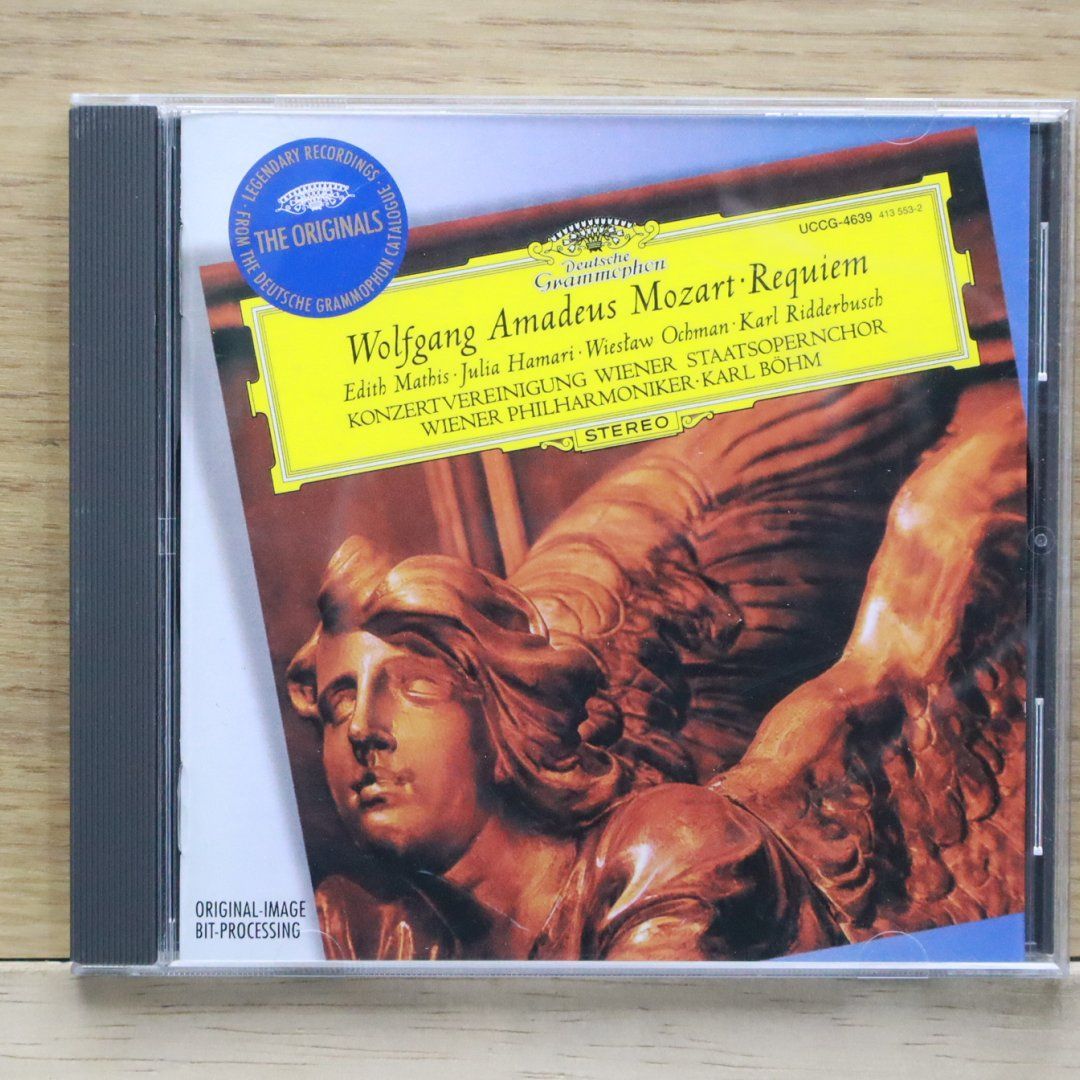 LEGENDARY RECORDINGS · FROM THE DEUTSCHE GRAMMOPHON CATALOGUE ·
THE ORIGINALS
UCCG-4639 413 553-2
Deutsche
Grammophon
Wolfgang Amadeus Mozart · Requiem
Edith Mathis · Julia Hamari · Wiesław Ochman · Karl Ridderbusch
KONZERTVEREINIGUNG WIENER STAATSOPERNCHOR
WIENER PHILHARMONIKER · KARL BÖHM
STEREO
ORIGINAL-IMAGE
BIT-PROCESSING